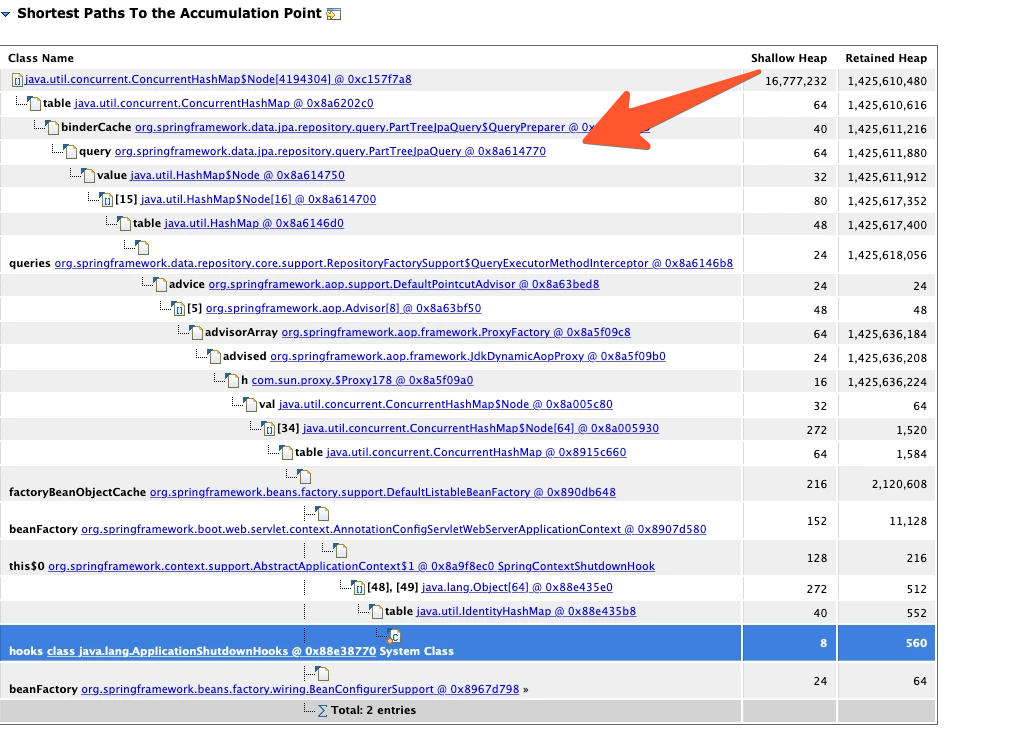 Shortest Paths To the Accumulation Point
Class Name Shallow Heap Retained Heap
java.util.concurrent.ConcurrentHashMap$Node[4194304] @ 0xc157f7a8 16,777,232 1,425,610,480
table java.util.concurrent.ConcurrentHashMap @ 0x8a6202c0 64 1,425,610,616
binderCache org.springframework.data.jpa.repository.query.PartTreeJpaQuery$QueryPreparer @ 40 1,425,611,216
query org.springframework.data.jpa.repository.query.PartTreeJpaQuery @ 0x8a614770 64 1,425,611,880
value java.util.HashMap$Node @ 0x8a614750 32 1,425,611,912
[15] java.util.HashMap$Node[16] @ 0x8a614700 80 1,425,617,352
table java.util.HashMap @ 0x8a6146d0 48 1,425,617,400
queries org.springframework.data.repository.core.support.RepositoryFactorySupport$QueryExecutorMethodInterceptor @ 0x8a6146b8 24 1,425,618,056
advice org.springframework.aop.support.DefaultPointcutAdvisor @ 0x8a63bed8 24 24
[5] org.springframework.aop.Advisor[8] @ 0x8a63bf50 48 48
advisorArray org.springframework.aop.framework.ProxyFactory @ 0x8a5f09c8 64 1,425,636,184
advised org.springframework.aop.framework.JdkDynamicAopProxy @ 0x8a5f09b0 24 1,425,636,208
h com.sun.proxy.$Proxy178 @ 0x8a5f09a0 16 1,425,636,224
val java.util.concurrent.ConcurrentHashMap$Node @ 0x8a005c80 32 64
[34] java.util.concurrent.ConcurrentHashMap$Node[64] @ 0x8a005930 272 1,520
table java.util.concurrent.ConcurrentHashMap @ 0x8915c660 64 1,584
factoryBeanObjectCache org.springframework.beans.factory.support.DefaultListableBeanFactory @ 0x890db648 216 2,120,608
beanFactory org.springframework.boot.web.servlet.context.AnnotationConfigServletWebServerApplicationContext @ 0x8907d580 152 11,128
this$0 org.springframework.context.support.AbstractApplicationContext$1 @ 0x8a9f8ec0 SpringContextShutdownHook 128 216
[48], [49] java.lang.Object[64] @ 0x88e435e0 272 512
table java.util.IdentityHashMap @ 0x88e435b8 40 552
hooks class java.lang.ApplicationShutdownHooks @ 0x88e38770 System Class 8 560
beanFactory org.springframework.beans.factory.wiring.BeanConfigurerSupport @ 0x8967d798 » 24 64
Total: 2 entries